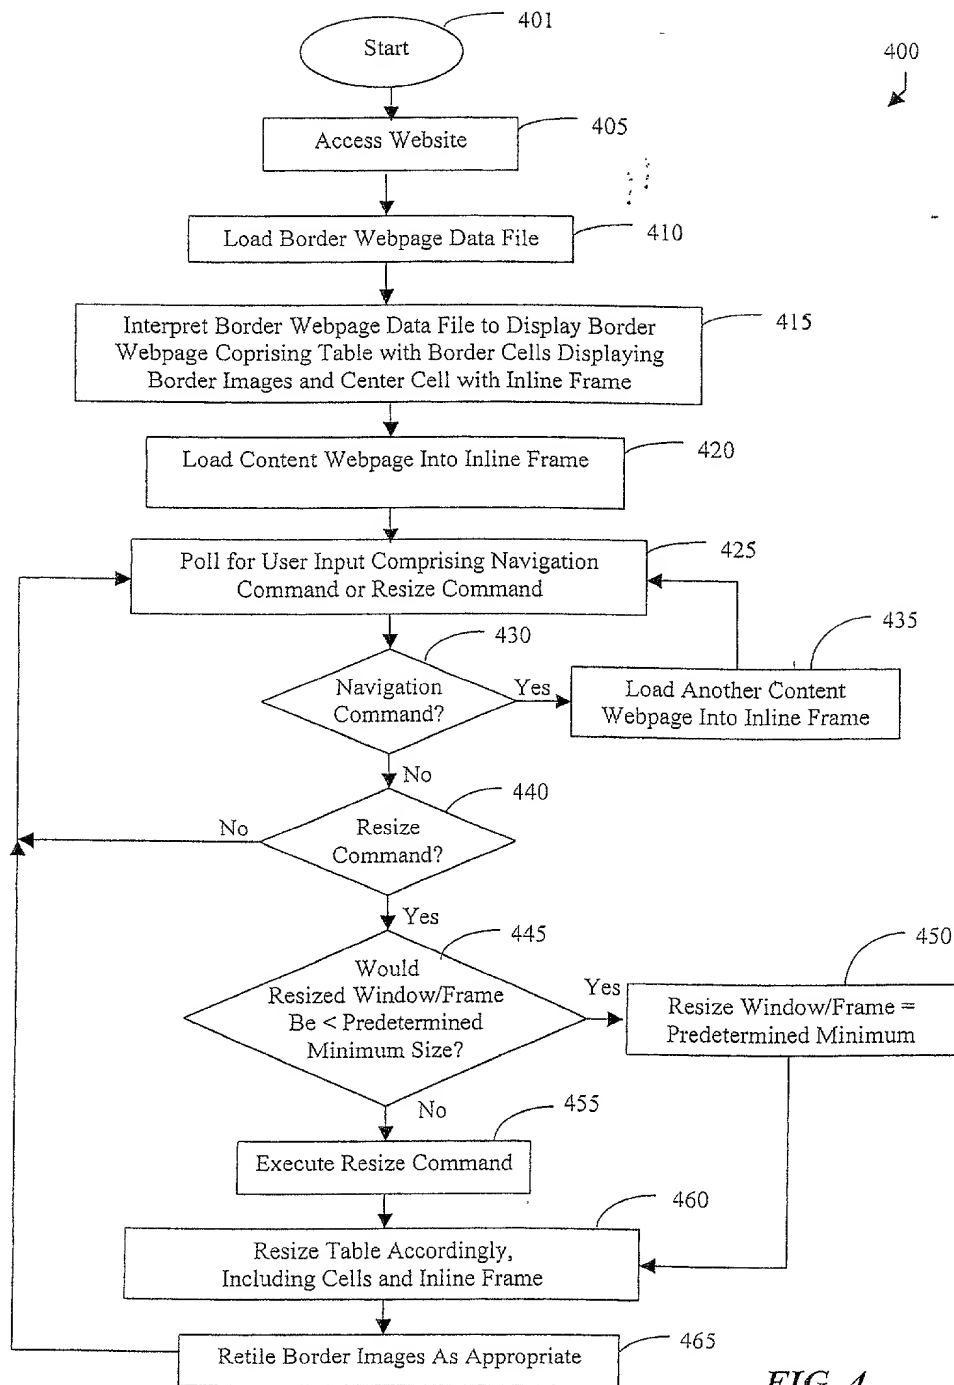 401
Start
400
405
Access Website
410
Load Border Webpage Data File
415
Interpret Border Webpage Data File to Display Border
Webpage Coprising Table with Border Cells Displaying
Border Images and Center Cell with Inline Frame
420
Load Content Webpage Into Inline Frame
425
Poll for User Input Comprising Navigation
Command or Resize Command
430
435
Navigation
Command?
Yes
Load Another Content
Webpage Into Inline Frame
No
440
No
Resize
Command?
Yes
445
450
Would
Resized Window/Frame
Be < Predetermined
Minimum Size?
Yes
Resize Window/Frame =
Predetermined Minimum
No
455
Execute Resize Command
460
Resize Table Accordingly,
Including Cells and Inline Frame
465
Retile Border Images As Appropriate
FIG. 4